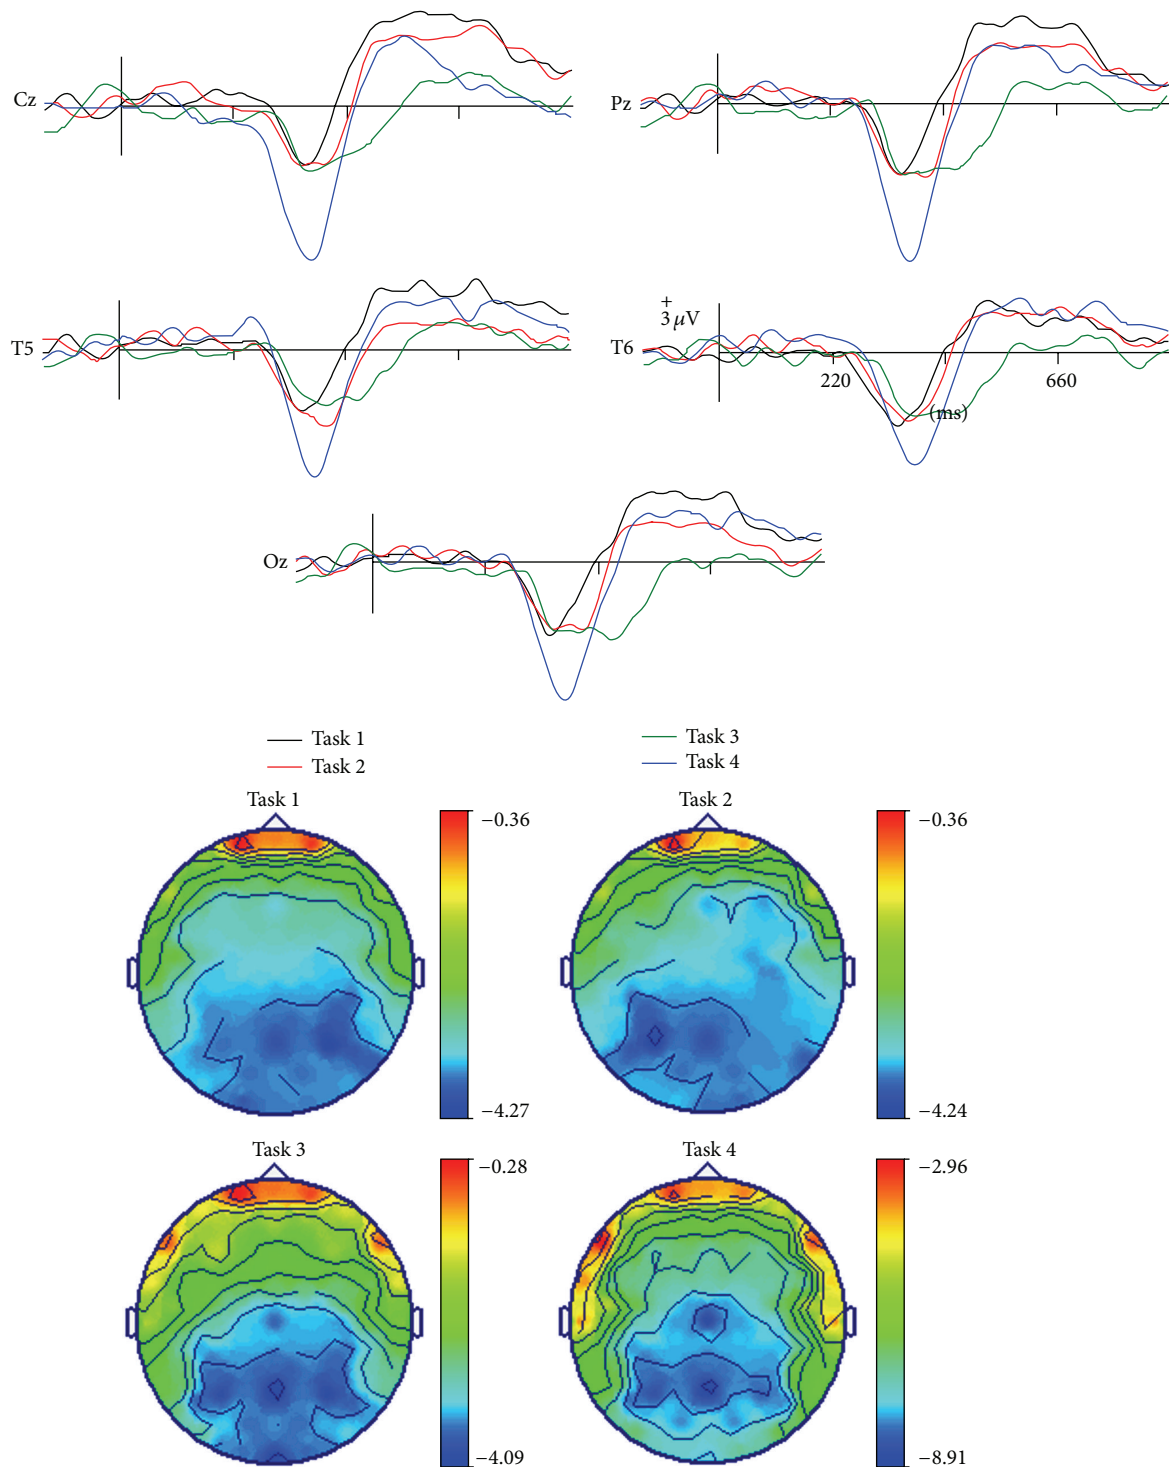 Cz
Pz
T5
+
3 μV
T6
220
660
(ms)
Oz
Task 1
Task 3
Task 2
Task 4
Task 1
−0.36
−4.27
Task 2
−0.36
−4.24
Task 3
−0.28
−4.09
Task 4
−2.96
−8.91